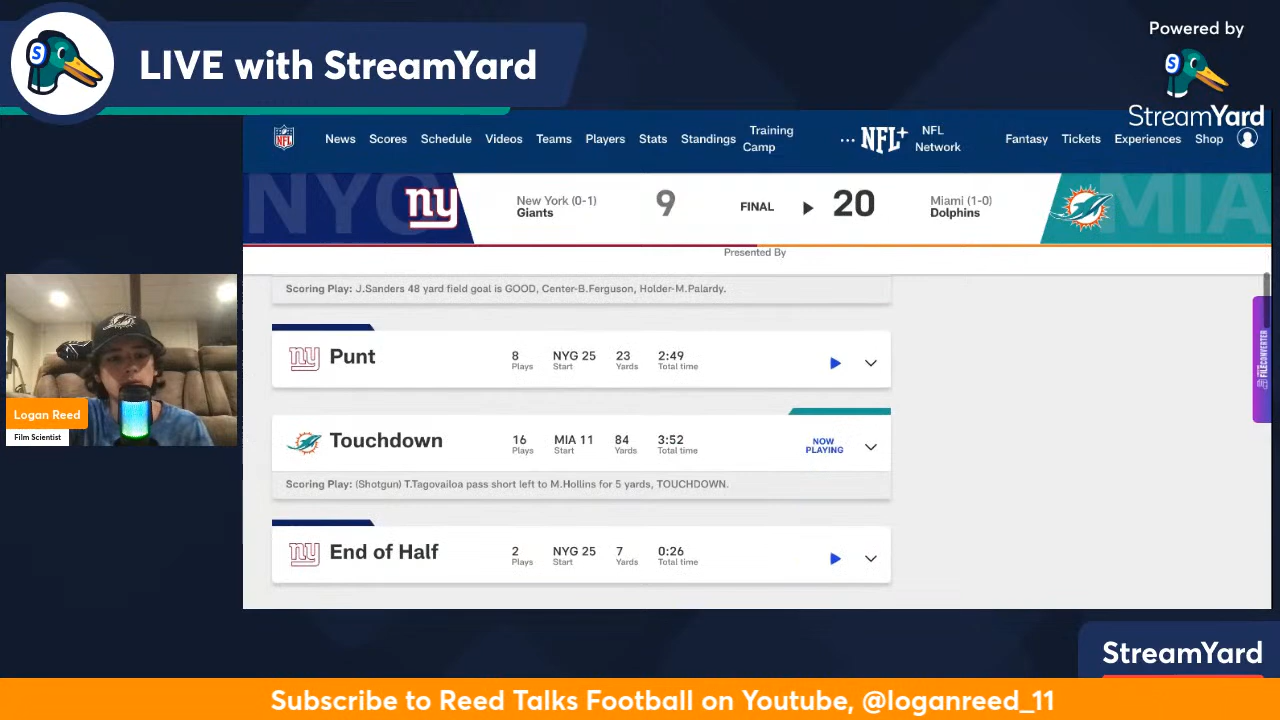 LIVE with StreamYard
Powered by
StreamYard
News Scores Schedule Videos Teams Players Stats Standings Training Camp ... NFL+ NFL Network Fantasy Tickets Experiences Shop
NFL
NYC
ny
New York (0-1)
Giants
9
FINAL
20
Miami (1-0)
Dolphins
MIA
Presented By
Scoring Play: J.Sanders 48 yard field goal is GOOD, Center-B.Ferguson, Holder-M.Palardy.
ny Punt
8 NYG 25 23 2:49
Plays Start Yards Total time
Touchdown
16 MIA 11 84 3:52
Plays Start Yards Total time
NOW
PLAYING
Scoring Play: (Shotgun) T.Tagovailoa pass short left to M.Hollins for 5 yards, TOUCHDOWN.
ny End of Half
2 NYG 25 7 0:26
Plays Start Yards Total time
FILECONVERTER
Logan Reed
Film Scientist
StreamYard
Subscribe to Reed Talks Football on Youtube, @loganreed_11